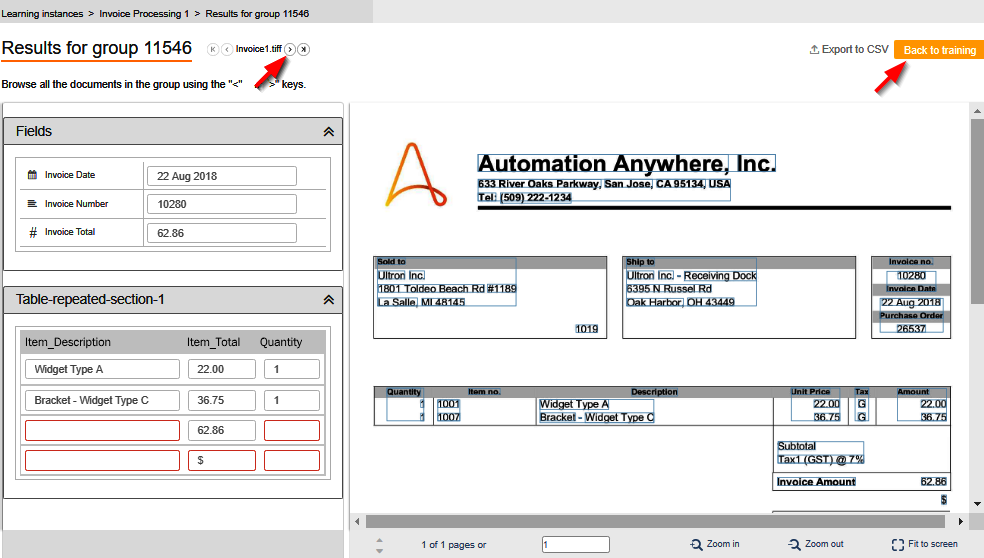 Learning instances > Invoice Processing 1 > Results for group 11546
Results for group 11546
Invoice1.tiff
Export to CSV
Back to training
Browse all the documents in the group using the "<" >" keys.
Fields
Invoice Date
22 Aug 2018
Invoice Number
10280
# Invoice Total
62.86
Table-repeated-section-1
Item_Description Item_Total Quantity
Widget Type A 22.00 1
Bracket - Widget Type C 36.75 1
62.86
$
Automation Anywhere, Inc.
633 River Oaks Parkway, San Jose, CA 95134, USA
Tel: (509) 222-1234
Sold to
Ultron Inc.
1801 Toldeo Beach Rd #1189
La Salle, MI 48145
1019
Ship to
Ultron Inc. - Receiving Dock
6395 N Russel Rd
Oak Harbor, OH 43449
Invoice no.
10280
Invoice Date
22 Aug 2018
Purchase Order
26537
Quantity Item no. Description Unit Price Tax Amount
1 1001 Widget Type A 22.00 G 22.00
1 1007 Bracket - Widget Type C 36.75 G 36.75
Subtotal
Tax1 (GST) @ 7%
Invoice Amount 62.86
$
1 of 1 pages or 1 Zoom in Zoom out Fit to screen